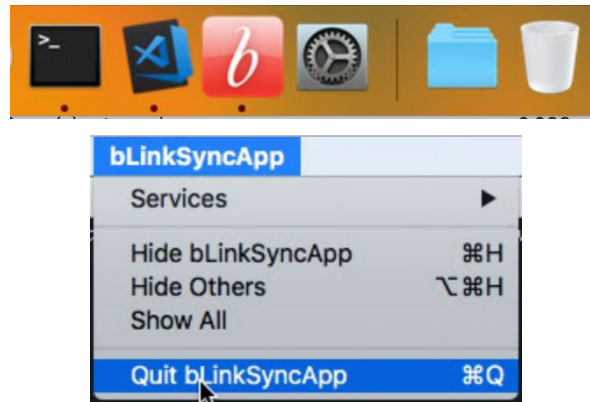 >_
b
bLinkSyncApp
Services ▶
Hide bLinkSyncApp ⌘H
Hide Others ⌥⌘H
Show All
Quit bLinkSyncApp ⌘Q